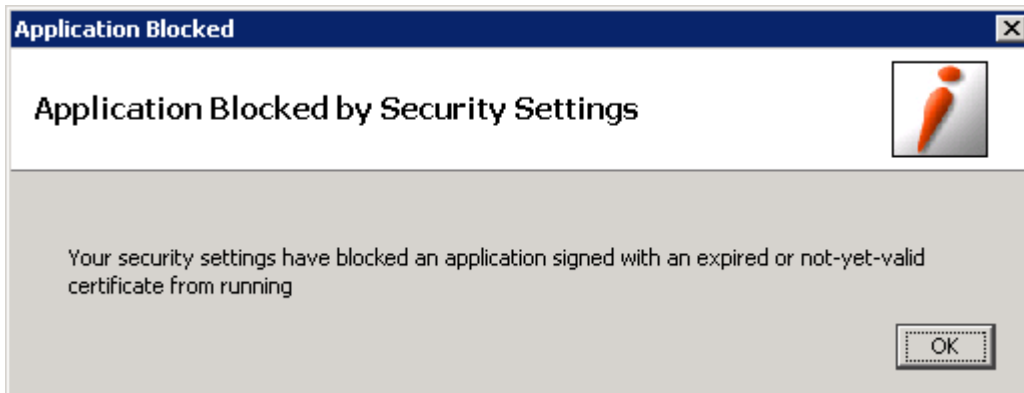 Application Blocked
Application Blocked by Security Settings
Your security settings have blocked an application signed with an expired or not-yet-valid
certificate from running
OK